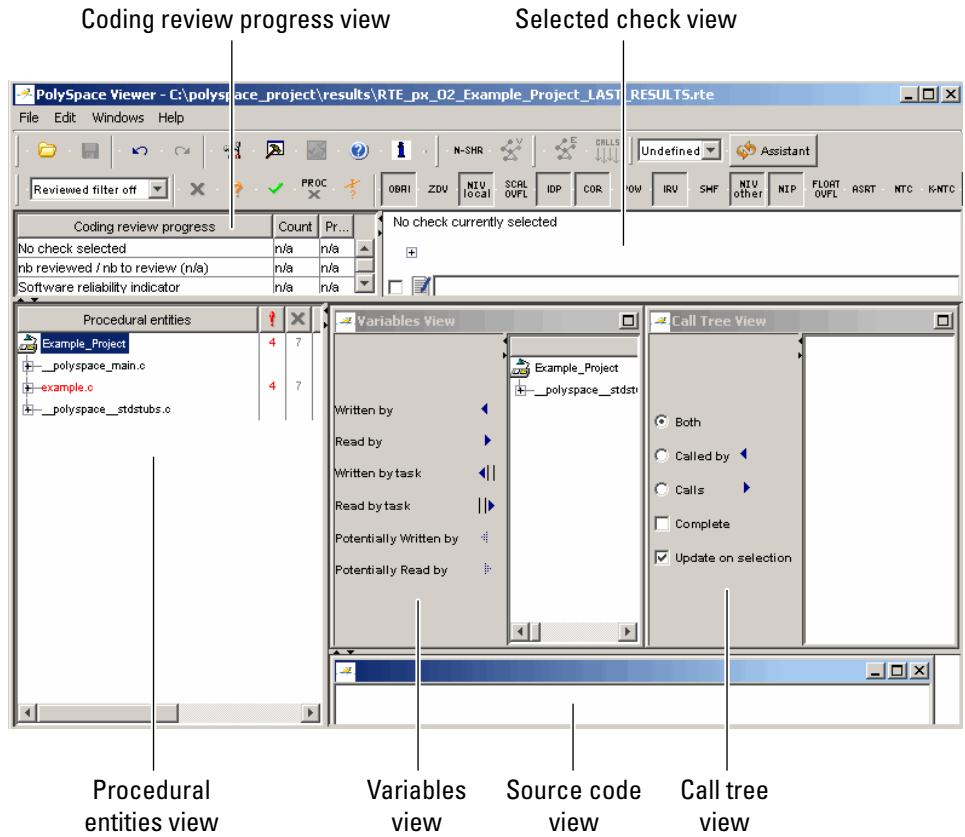 Coding review progress view
Selected check view
PolySpace Viewer - C:\polyspace_project\results\RTE_px_O2_Example_Project_LAST_RESULTS.rte
File Edit Windows Help
N-SHR V E CALLS Undefined Assistant
Reviewed filter off PROC OBAI ZDV NIV local SCAL OVFL IDP COR POW IRV SHF NIV other NIP FLOAT OVFL ASRT NTC K-NTC
Coding review progress Count Pr...
No check selected n/a n/a
nb reviewed / nb to review (n/a) n/a n/a
Software reliability indicator n/a n/a
No check currently selected
Procedural entities
Example_Project 4 7
__polyspace_main.c
example.c 4 7
__polyspace__stdstubs.c
Variables View
Written by
Read by
Written by task
Read by task
Potentially Written by
Potentially Read by
Example_Project
__polyspace__stdst
Call Tree View
Both
Called by
Calls
Complete
Update on selection
Procedural
entities view
Variables
view
Source code
view
Call tree
view